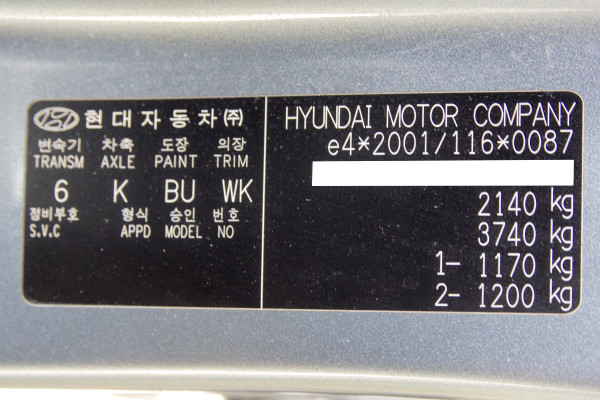 현대자동차㈜
변속기 차축 도장 의장
TRANSM AXLE PAINT TRIM
6 K BU WK
정비부호 형식 승인 번호
S.V.C APPD MODEL NO
HYUNDAI MOTOR COMPANY
e4*2001/116*0087
2140 kg
3740 kg
1- 1170 kg
2- 1200 kg